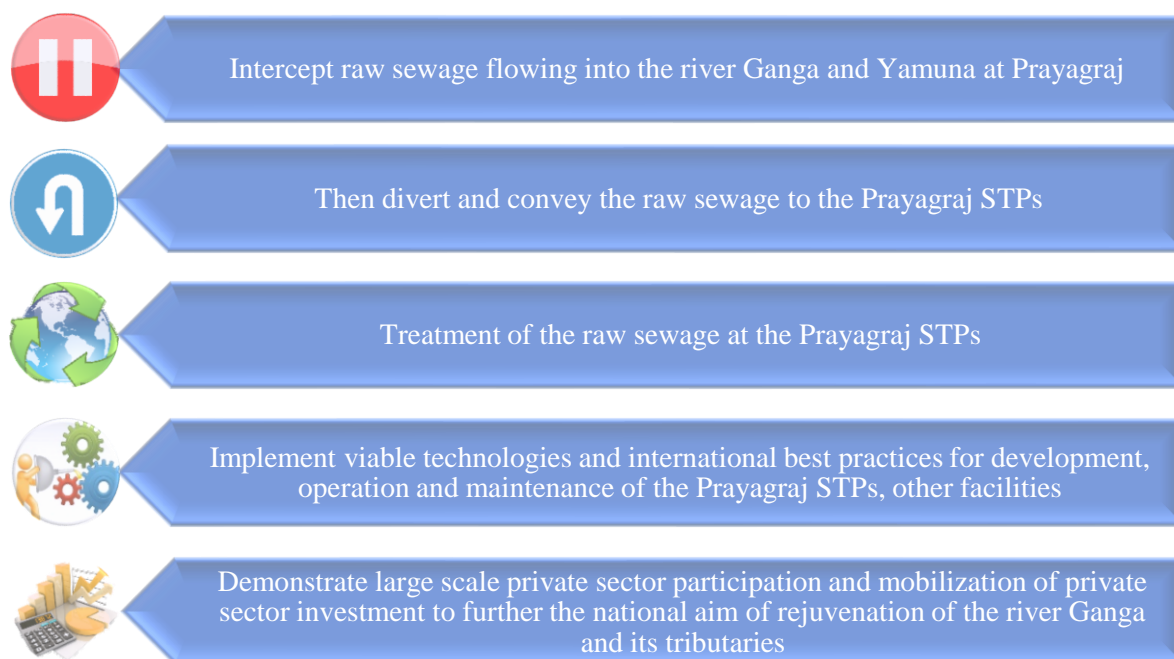 Intercept raw sewage flowing into the river Ganga and Yamuna at Prayagraj
Then divert and convey the raw sewage to the Prayagraj STPs
Treatment of the raw sewage at the Prayagraj STPs
Implement viable technologies and international best practices for development,
operation and maintenance of the Prayagraj STPs, other facilities
Demonstrate large scale private sector participation and mobilization of private
sector investment to further the national aim of rejuvenation of the river Ganga
and its tributaries